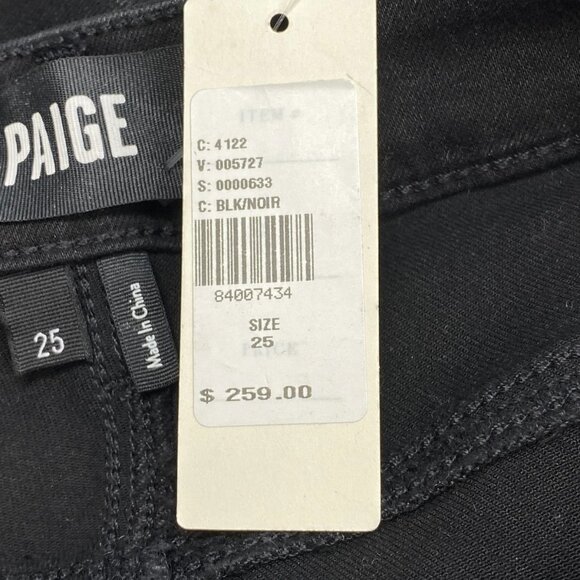 PAIGE
25
Made In China
ITEM #
C: 4122
V: 005727
S: 0000633
C: BLK/NOIR
84007434
SIZE
25
PRICE
$ 259.00